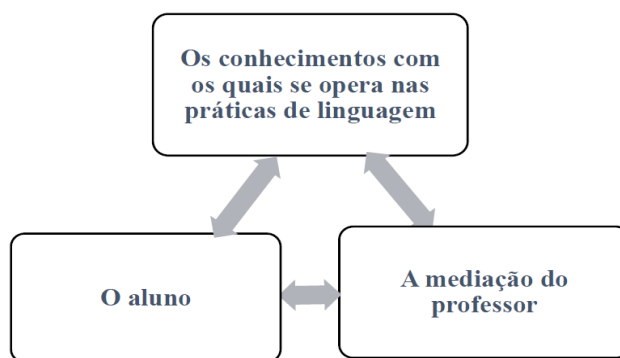 Os conhecimentos com
os quais se opera nas
práticas de linguagem
O aluno
A mediação do
professor